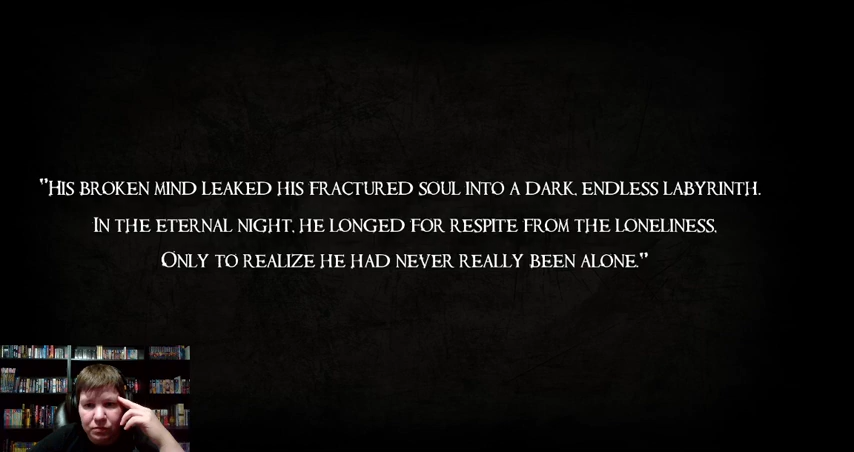 "His broken mind leaked his fractured soul into a dark, endless labyrinth.
In the eternal night, he longed for respite from the loneliness,
Only to realize he had never really been alone."